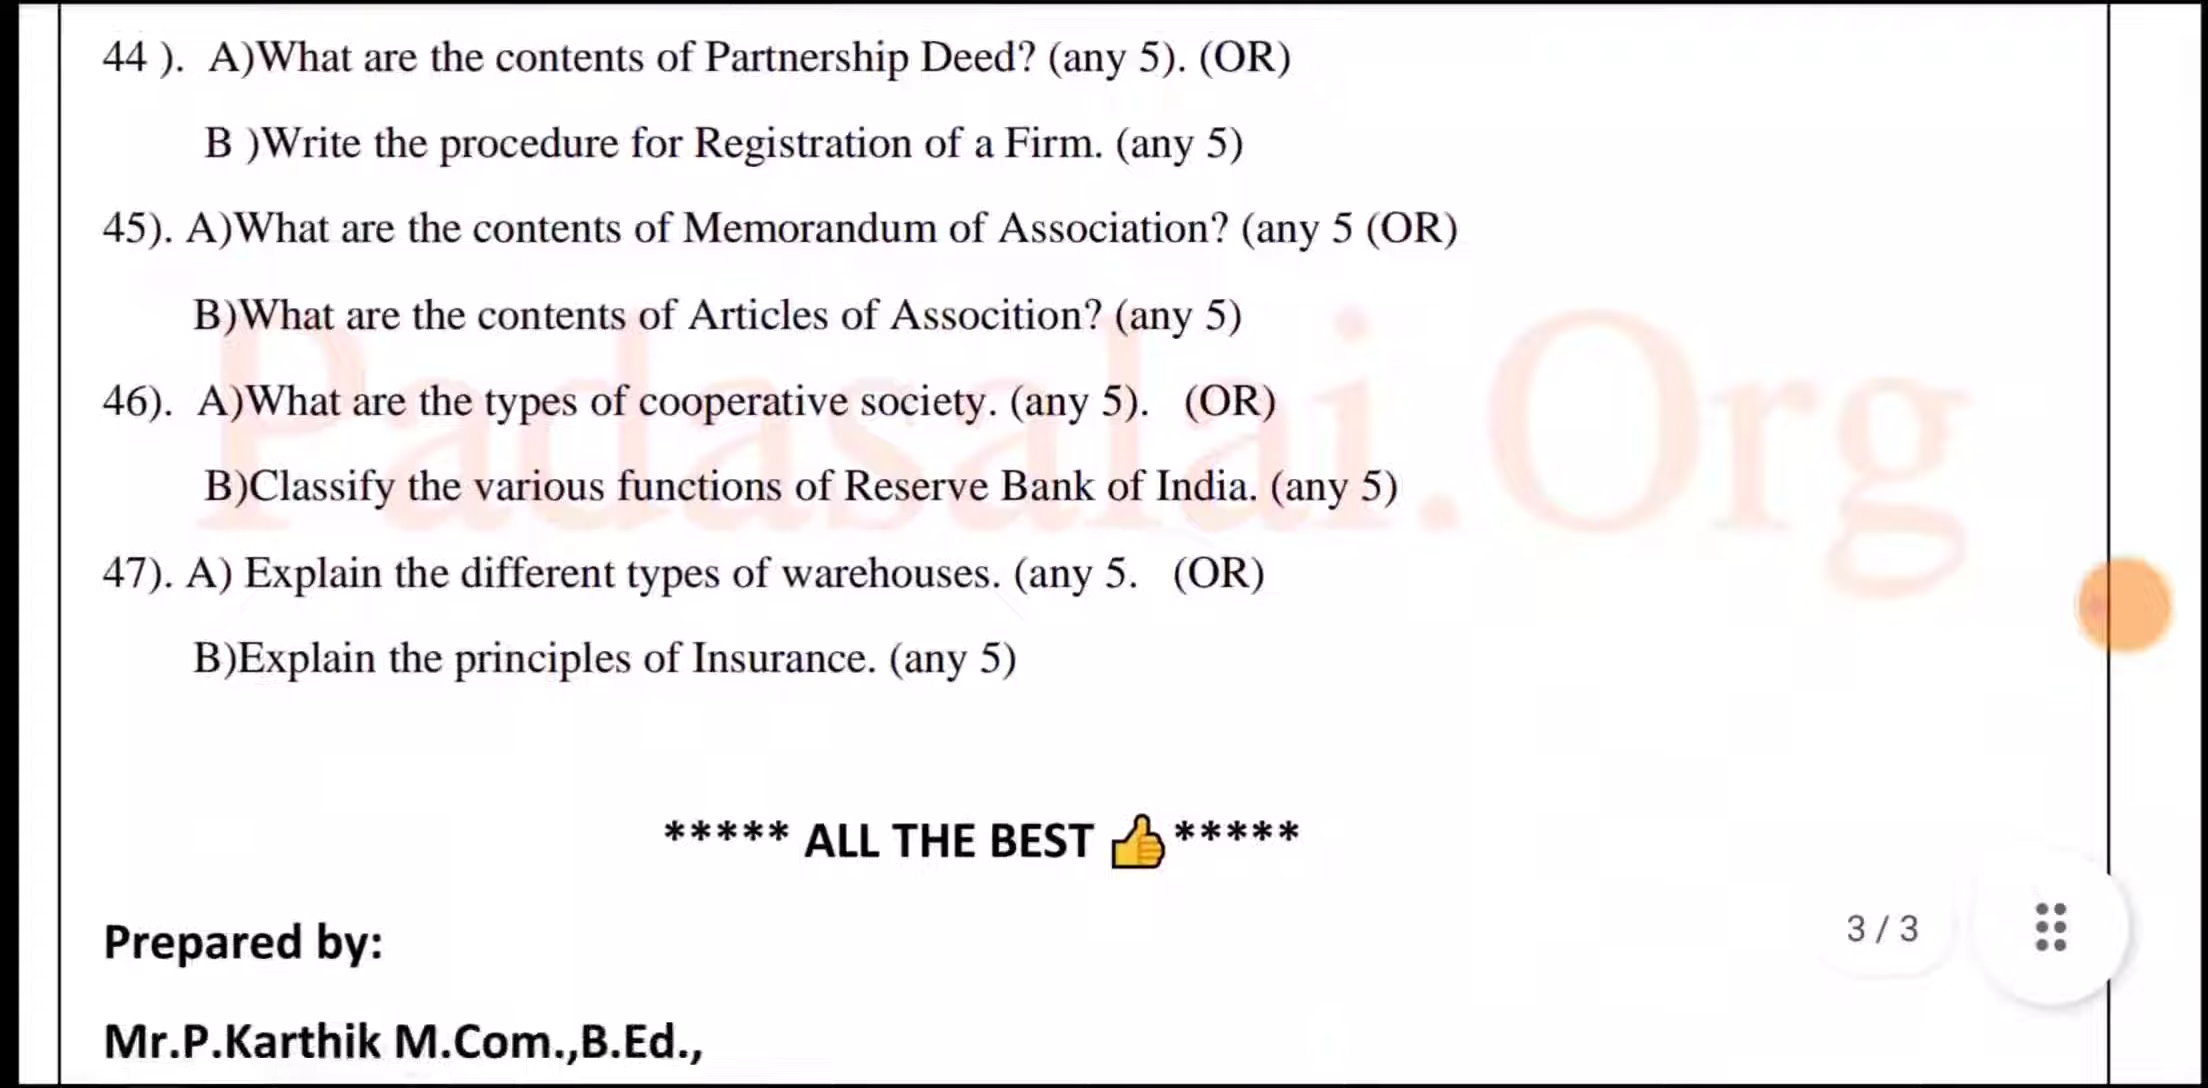 44 ). A)What are the contents of Partnership Deed? (any 5). (OR)
B )Write the procedure for Registration of a Firm. (any 5)
45). A)What are the contents of Memorandum of Association? (any 5 (OR)
B)What are the contents of Articles of Assocition? (any 5)
46). A)What are the types of cooperative society. (any 5). (OR)
B)Classify the various functions of Reserve Bank of India. (any 5)
47). A) Explain the different types of warehouses. (any 5. (OR)
B)Explain the principles of Insurance. (any 5)
Padasalai.Org
***** ALL THE BEST 👍*****
Prepared by:
3 / 3
Mr.P.Karthik M.Com.,B.Ed.,